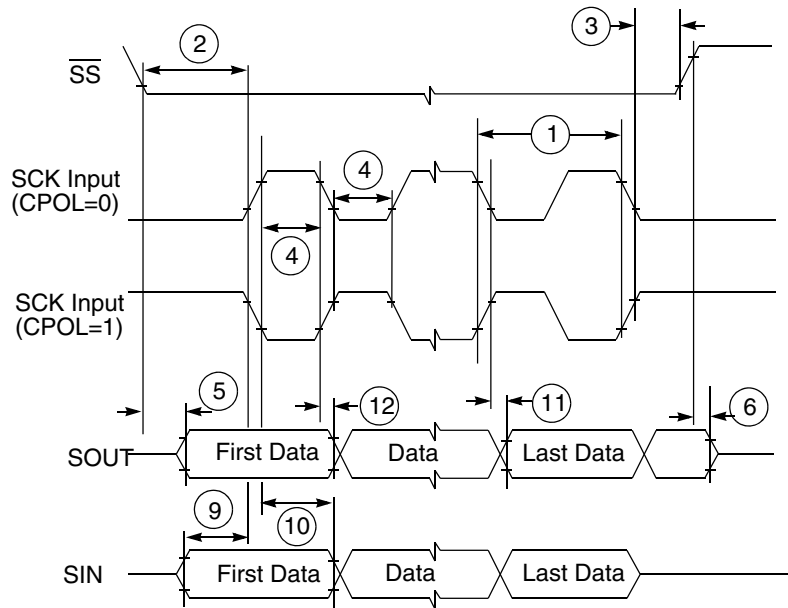 2
3
SS
1
SCK Input
(CPOL=0)
4
4
SCK Input
(CPOL=1)
5
12
11
6
SOUT
First Data
Data
Last Data
9
10
SIN
First Data
Data
Last Data